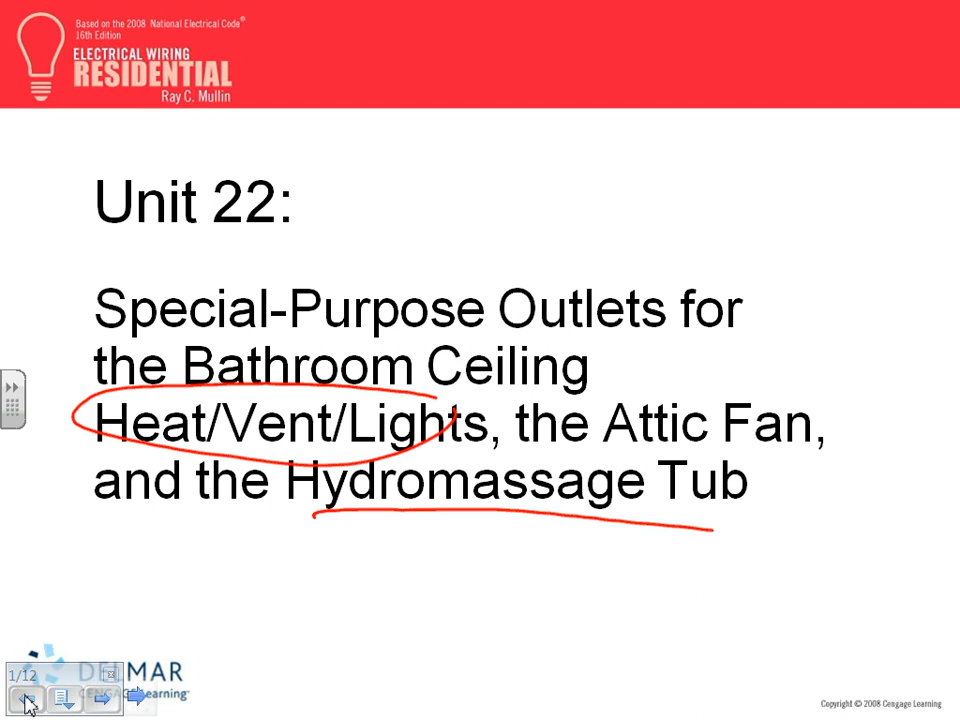 Based on the 2008 National Electrical Code®
16th Edition
ELECTRICAL WIRING
RESIDENTIAL
Ray C. Mullin
Unit 22:
Special-Purpose Outlets for
the Bathroom Ceiling
Heat/Vent/Lights, the Attic Fan,
and the Hydromassage Tub
1/12
DELMAR
CENGAGE Learning
Copyright © 2008 Cengage Learning